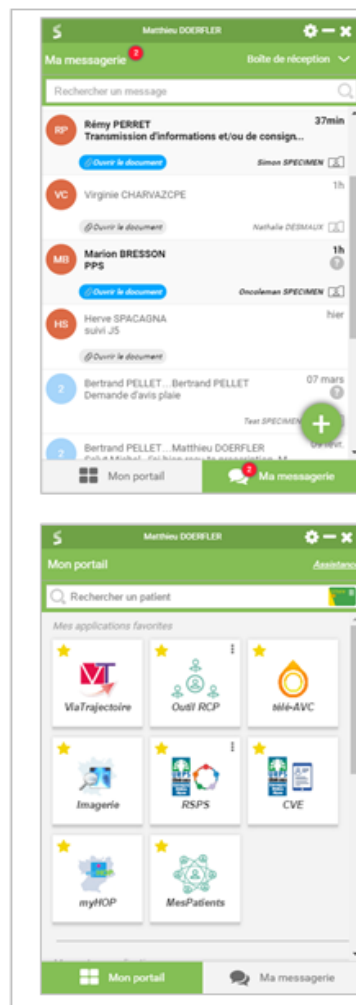 Matthieu DOERFLER
Ma messagerie 2
Boîte de réception
Rechercher un message
RP
Rémy PERRET
37min
Transmission d'informations et/ou de consign...
Ouvrir le document
Simon SPECIMEN
VC
Virginie CHARVAZCPE
1h
Ouvrir le document
Nathalie DESMAUX
MB
Marion BRESSON
1h
PPS
Ouvrir le document
Oncoleman SPECIMEN
HS
Herve SPACAGNA
hier
suivi J5
Ouvrir le document
2
Bertrand PELLET...Bertrand PELLET
07 mars
Demande d'avis plaie
Test SPECIMEN
2
Bertrand PELLET...Matthieu DOERFLER
Mon portail
2
Ma messagerie
Matthieu DOERFLER
Mon portail
Assistance
Rechercher un patient
Mes applications favorites
VT
ViaTrajectoire
Outil RCP
télé-AVC
Imagerie
URPS
RSPS
URPS
CVE
myHOP
MesPatients
Mon portail
Ma messagerie